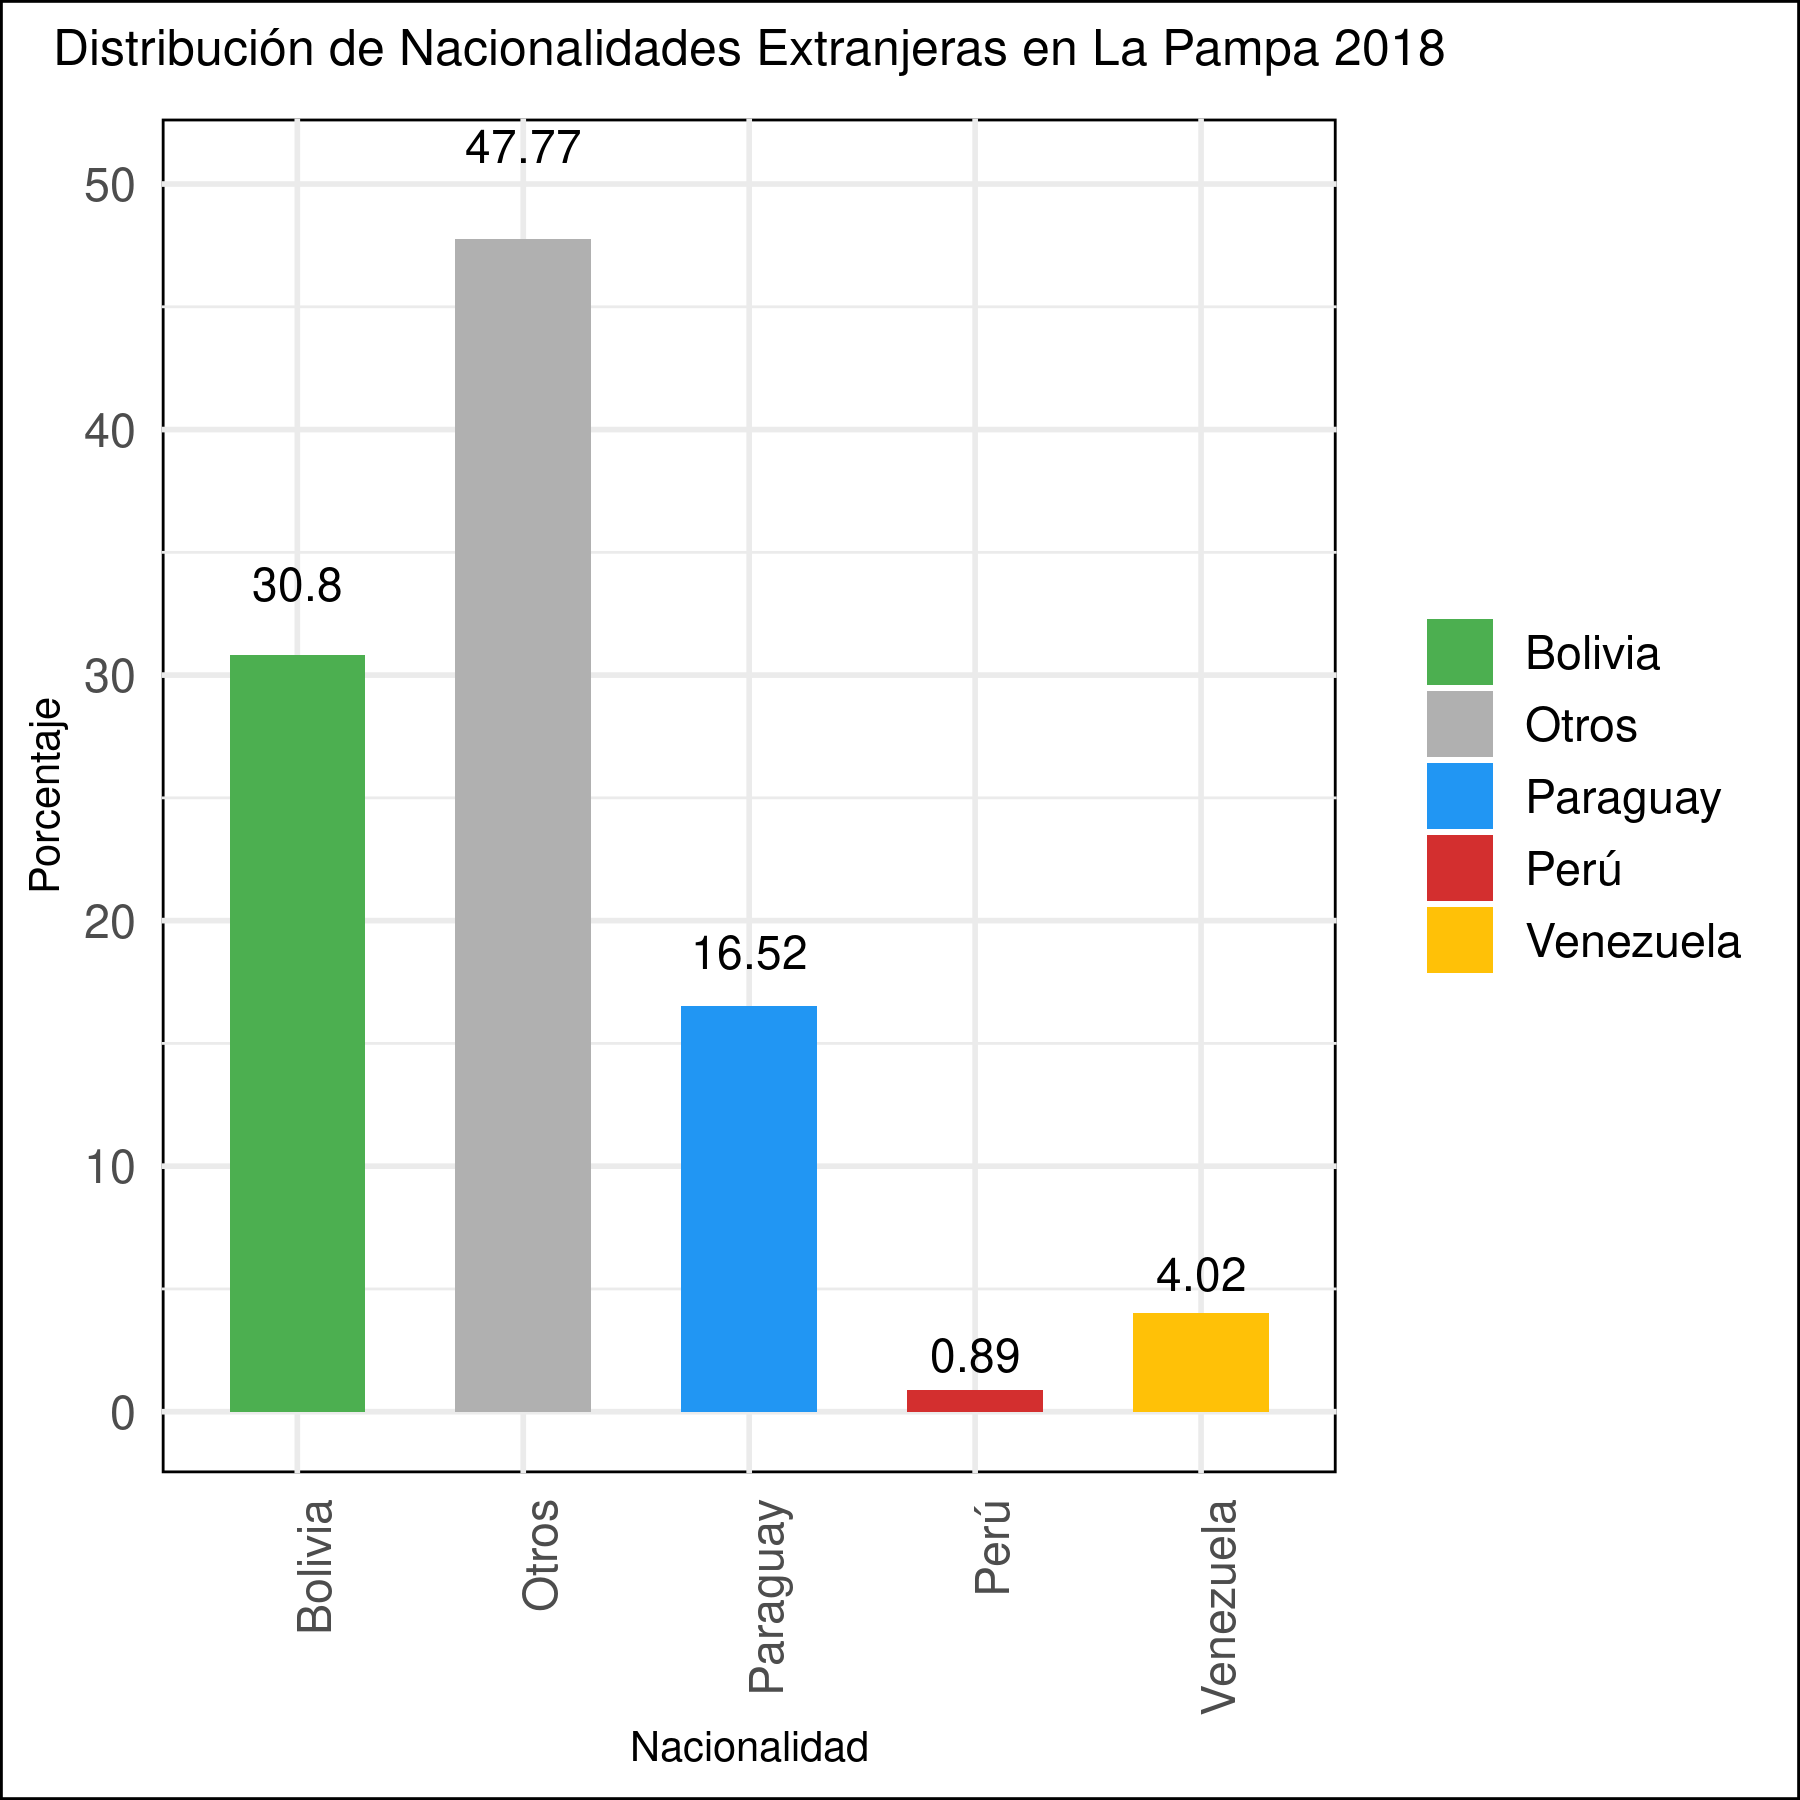 Distribución de Nacionalidades Extranjeras en La Pampa 2018
Porcentaje
50
40
30
20
10
0
30.8
47.77
16.52
0.89
4.02
Bolivia
Otros
Paraguay
Perú
Venezuela
Nacionalidad
Bolivia
Otros
Paraguay
Perú
Venezuela